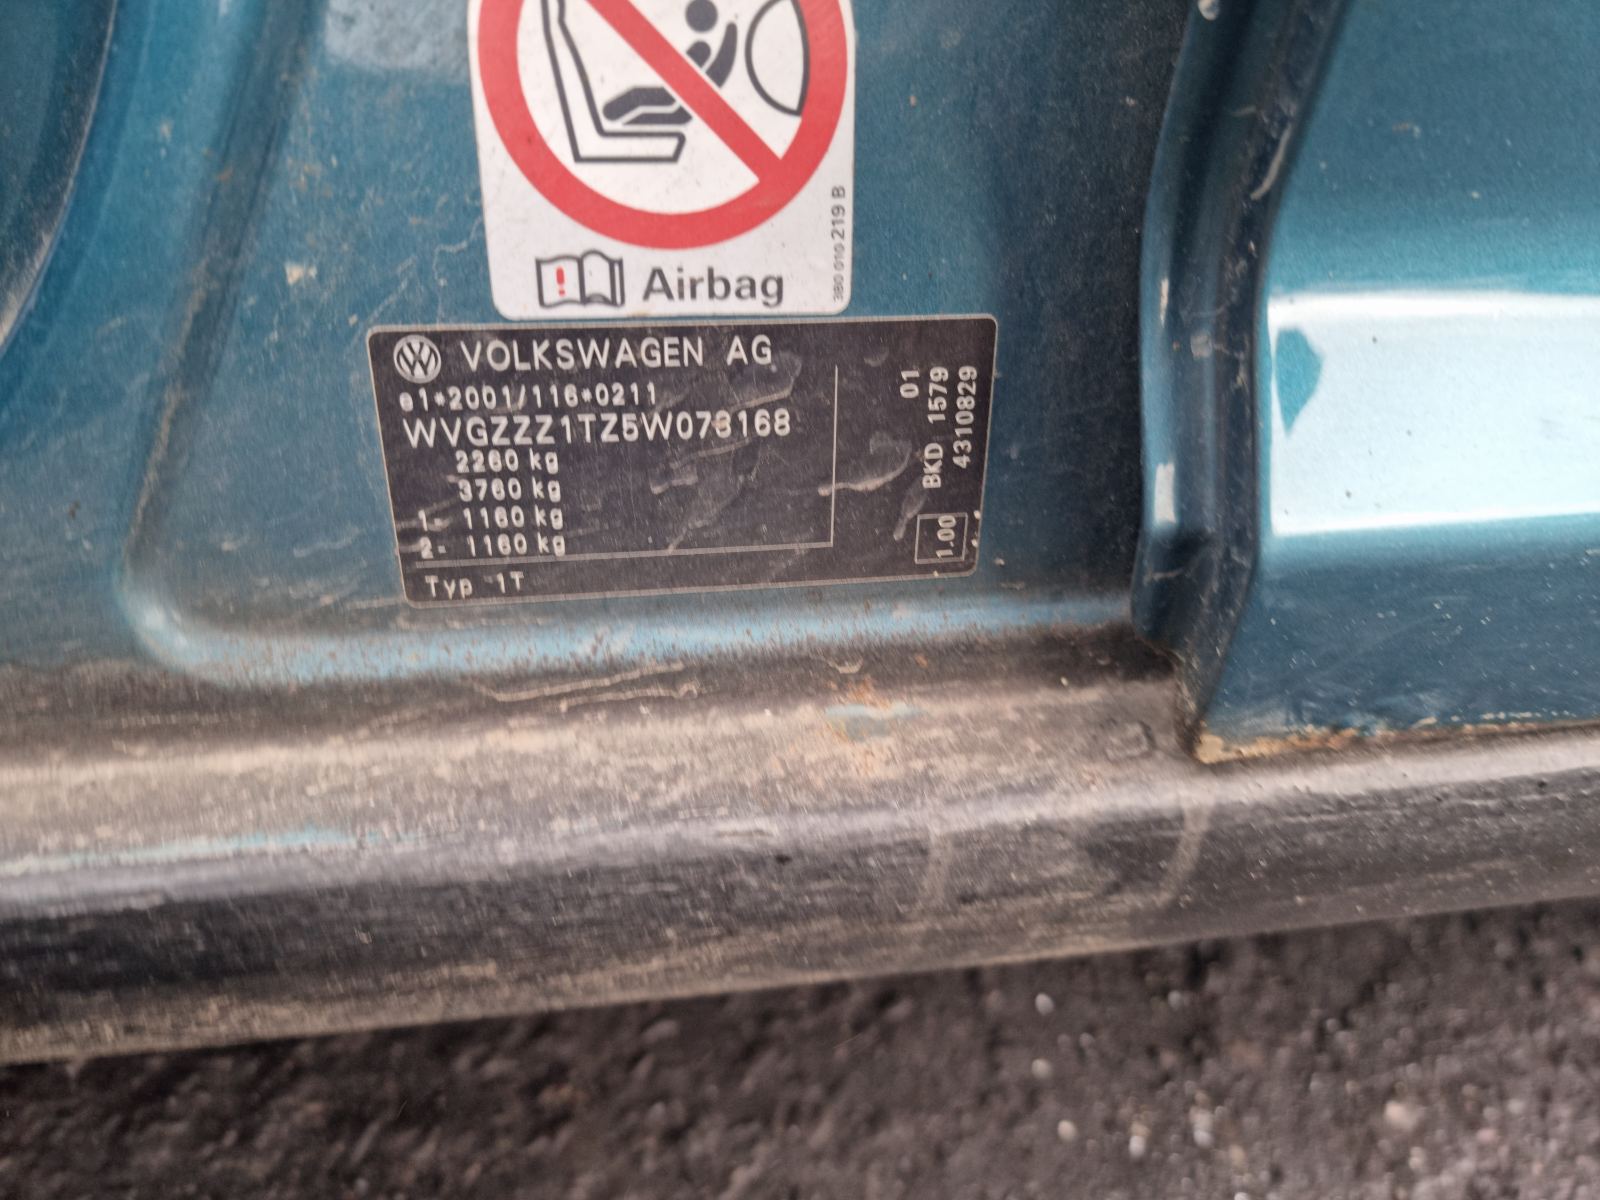 Airbag
3B0 010 219 B
VOLKSWAGEN AG
e1*2001/116*0211
WVGZZZ1TZ5W073168
2260 kg
3760 kg
1- 1160 kg
2- 1160 kg
Typ 1T
01
BKD 1579
4310829
1.00